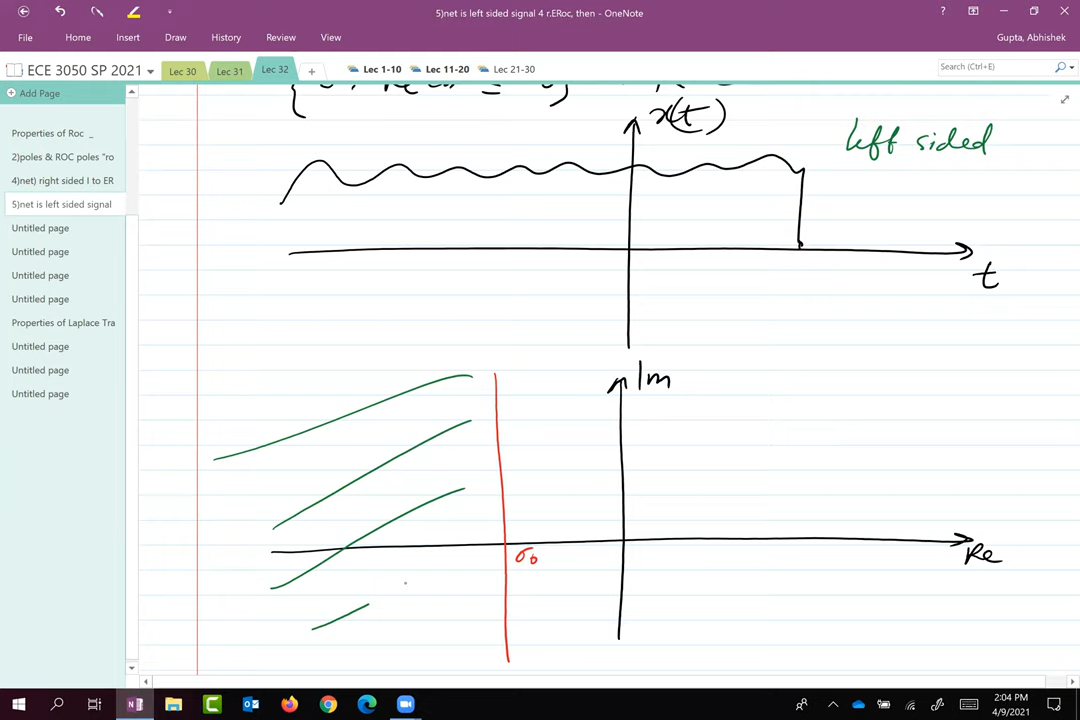 5)net is left sided signal 4 r.ERoc, then - OneNote
File Home Insert Draw History Review View
Gupta, Abhishek
ECE 3050 SP 2021
Lec 30 Lec 31 Lec 32
Lec 1-10 Lec 11-20 Lec 21-30
Search (Ctrl+E)
Add Page
Properties of Roc _
2)poles & ROC poles "ro
4)net) right sided I to ER
5)net is left sided signal
Untitled page
Untitled page
Untitled page
Untitled page
Properties of Laplace Tra
Untitled page
Untitled page
Untitled page
x(t)
left sided
t
Im
σ₀
Re
2:04 PM
4/9/2021